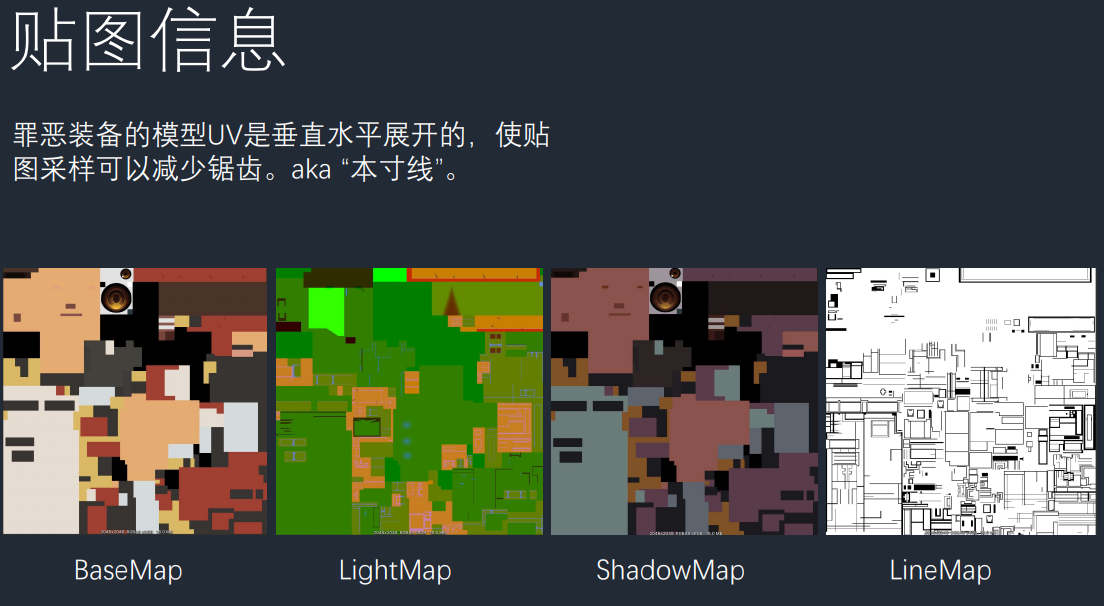 贴图信息
罪恶装备的模型UV是垂直水平展开的，使贴
图采样可以减少锯齿。aka “本寸线”。
BaseMap
LightMap
ShadowMap
LineMap